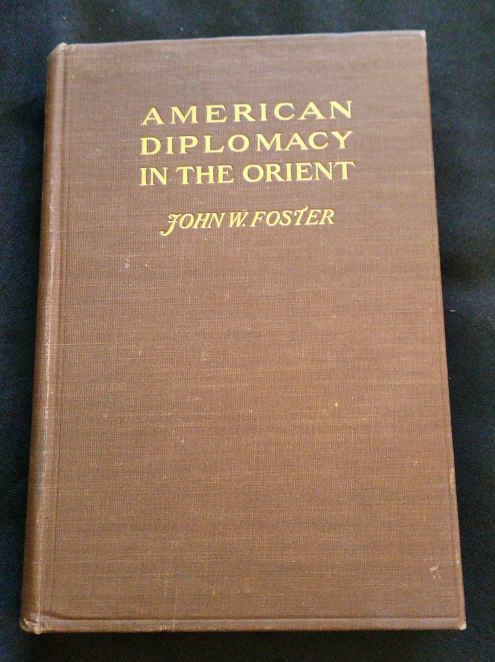 AMERICAN
DIPLOMACY
IN THE ORIENT
JOHN W. FOSTER